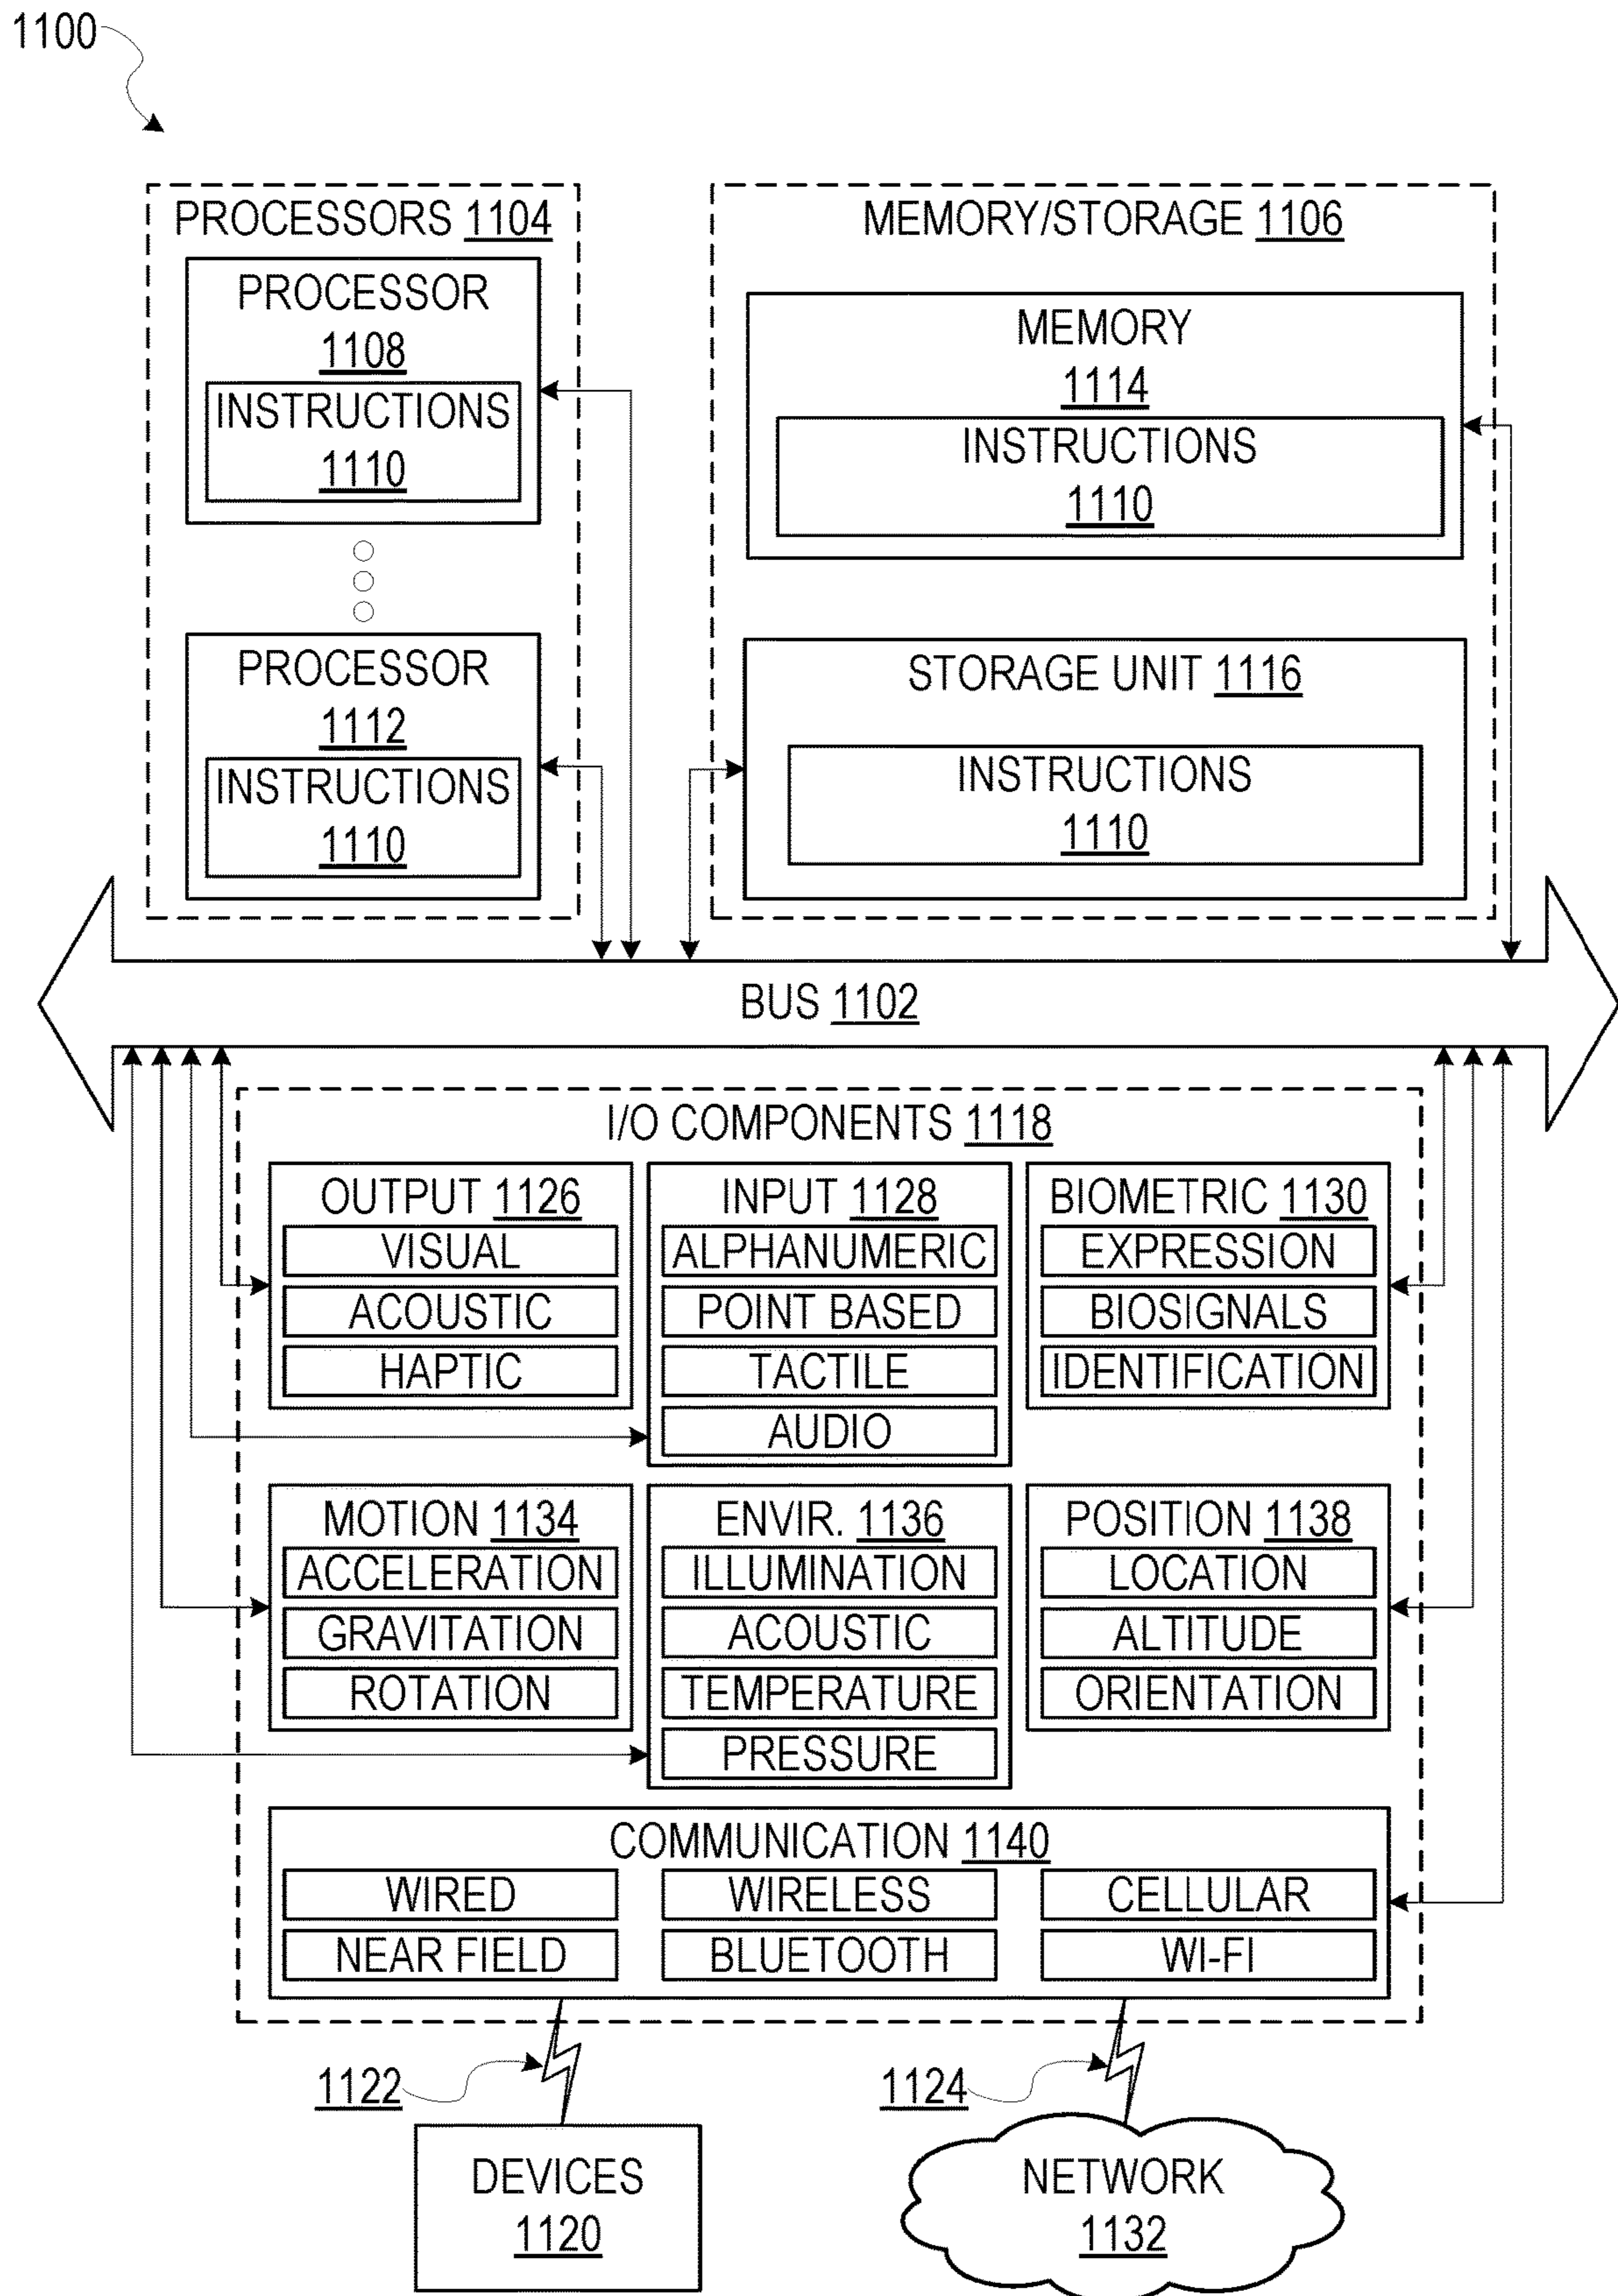 1100
PROCESSORS 1104
PROCESSOR
1108
INSTRUCTIONS
1110
PROCESSOR
1112
INSTRUCTIONS
1110
MEMORY/STORAGE 1106
MEMORY
1114
INSTRUCTIONS
1110
STORAGE UNIT 1116
INSTRUCTIONS
1110
BUS 1102
I/O COMPONENTS 1118
OUTPUT 1126
VISUAL
ACOUSTIC
HAPTIC
INPUT 1128
ALPHANUMERIC
POINT BASED
TACTILE
AUDIO
BIOMETRIC 1130
EXPRESSION
BIOSIGNALS
IDENTIFICATION
MOTION 1134
ACCELERATION
GRAVITATION
ROTATION
ENVIR. 1136
ILLUMINATION
ACOUSTIC
TEMPERATURE
PRESSURE
POSITION 1138
LOCATION
ALTITUDE
ORIENTATION
COMMUNICATION 1140
WIRED
WIRELESS
CELLULAR
NEAR FIELD
BLUETOOTH
WI-FI
1122
1124
DEVICES
1120
NETWORK
1132